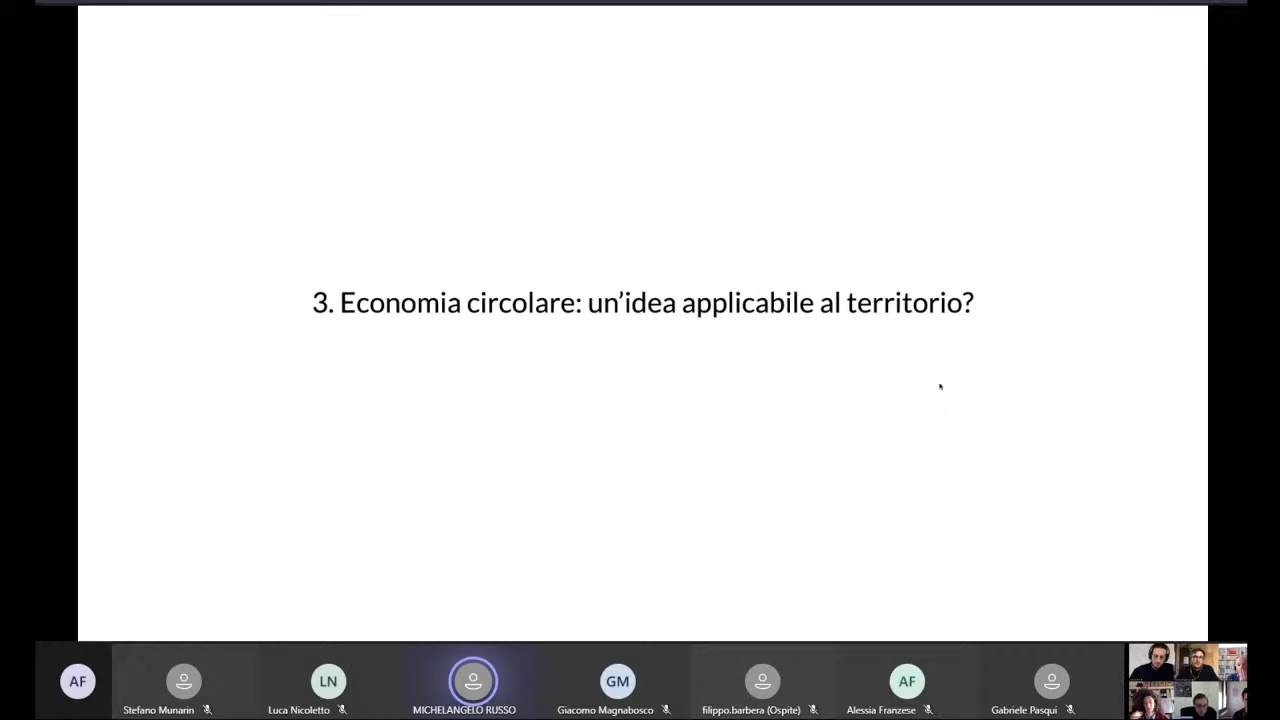 3. Economia circolare: un’idea applicabile al territorio?
AF
LN
GM
AF
Stefano Munarin
Luca Nicoletto
MICHELANGELO RUSSO
Giacomo Magnabosco
filippo.barbera (Ospite)
Alessia Franzese
Gabriele Pasqui